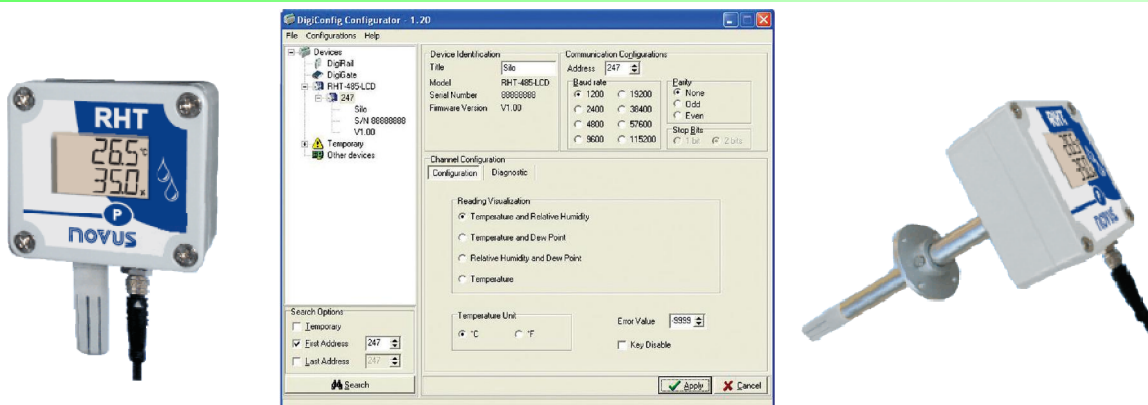 RHT
26.5 °C
35.0 %
P
NOVUS
DigiConfig Configurator - 1.20
File Configurations Help
Devices
DigiRail
DigiGate
RHT-485-LCD
247
Silo
S/N 88888888
V1.00
Temporary
Other devices
Search Options
Temporary
First Address 247
Last Address 247
Search
Device Identification
Title Silo
Model RHT-485-LCD
Serial Number 88888888
Firmware Version V1.00
Communication Configurations
Address 247
Baud rate
1200 19200
2400 38400
4800 57600
9600 115200
Parity
None
Odd
Even
Stop Bits
1 bit 2 bits
Channel Configuration
Configuration Diagnostic
Reading Visualization
Temperature and Relative Humidity
Temperature and Dew Point
Relative Humidity and Dew Point
Temperature
Temperature Unit
°C °F
Error Value -9999
Key Disable
Apply Cancel
RHT
P
NOVUS